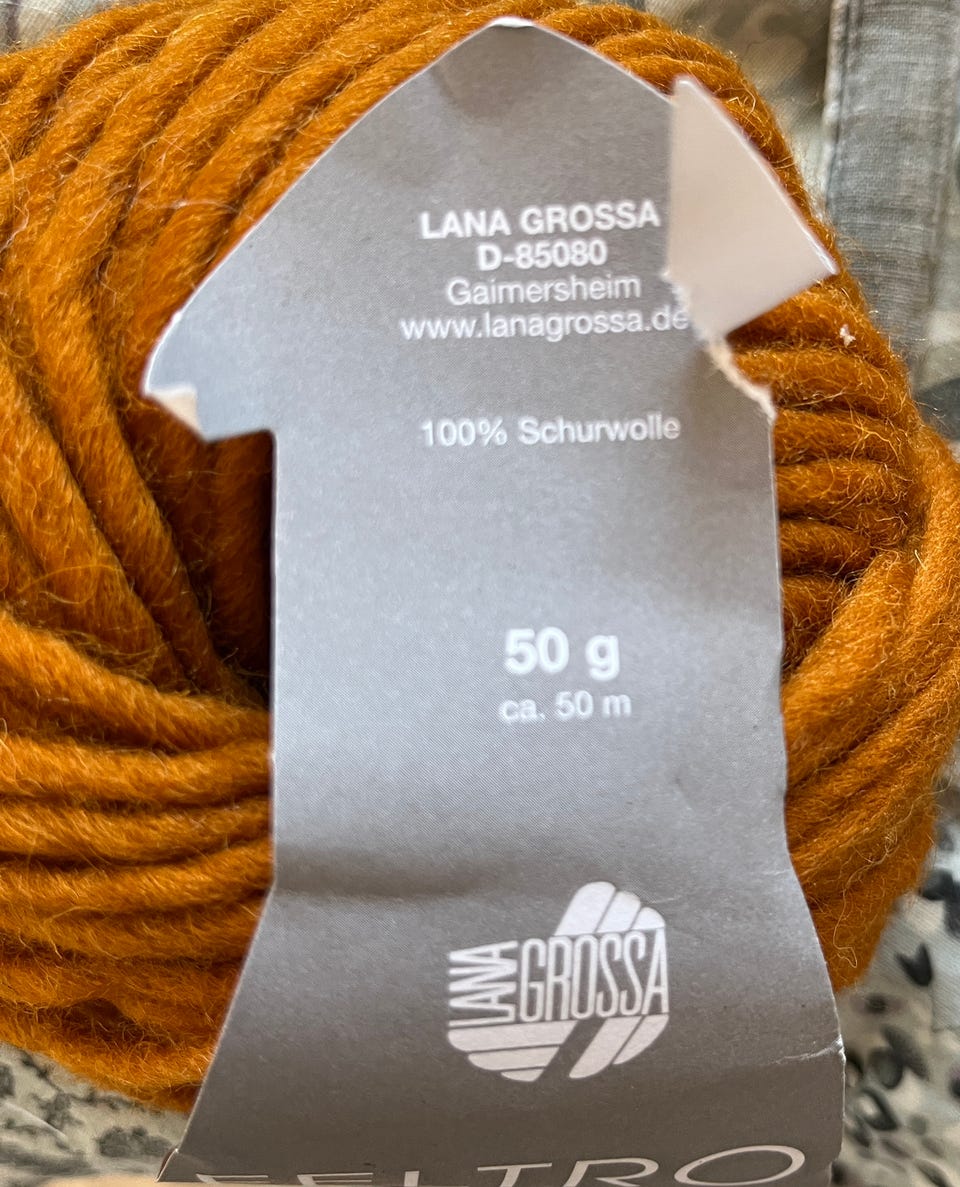 LANA GROSSA
D-85080
Gaimersheim
www.lanagrossa.de
100% Schurwolle
50 g
ca. 50 m
LANA
GROSSA
FELTRO